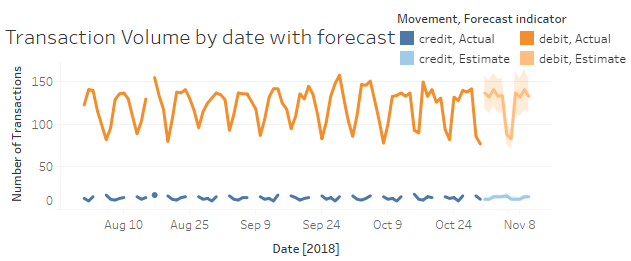 Movement, Forecast indicator
Transaction Volume by date with forecast
credit, Actual
debit, Actual
credit, Estimate
debit, Estimate
Number of Transactions
150
100
50
0
Aug 10
Aug 25
Sep 9
Sep 24
Oct 9
Oct 24
Nov 8
Date [2018]